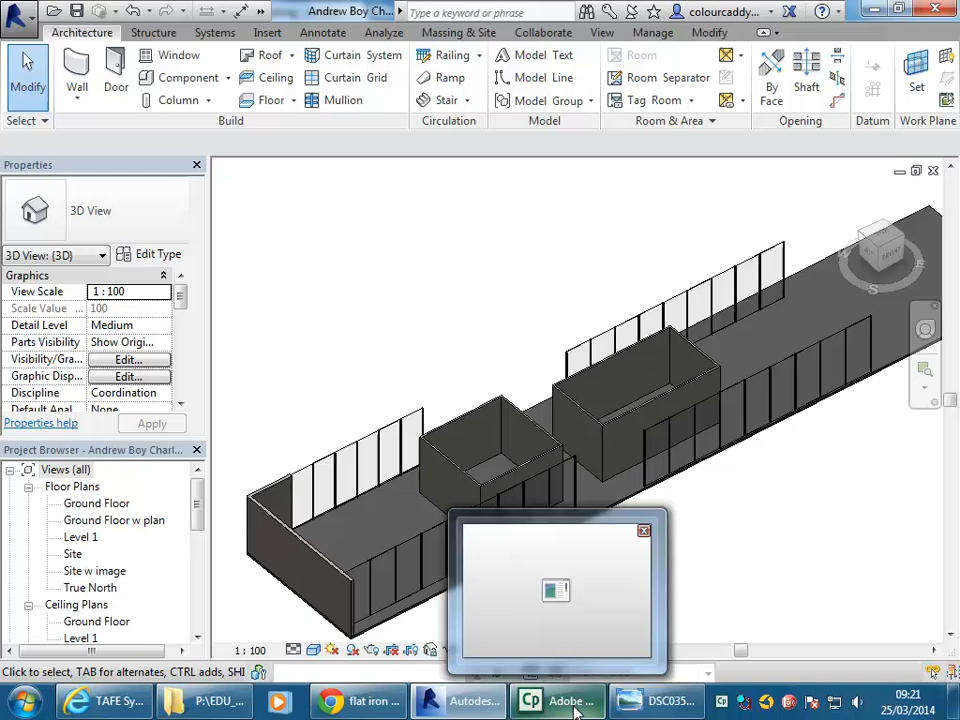 Andrew Boy Ch...
Type a keyword or phrase
colourcaddy...
Architecture Structure Systems Insert Annotate Analyze Massing & Site Collaborate View Manage Modify
Modify
Select
Wall
Door
Window
Component
Column
Roof
Ceiling
Floor
Curtain System
Curtain Grid
Mullion
Build
Railing
Ramp
Stair
Circulation
Model Text
Model Line
Model Group
Model
Room
Room Separator
Tag Room
Room & Area
By
Face
Shaft
Opening
Datum
Set
Work Plane
Properties
3D View
3D View: {3D}
Edit Type
Graphics
View Scale 1 : 100
Scale Value ... 100
Detail Level Medium
Parts Visibility Show Origi...
Visibility/Gra... Edit...
Graphic Disp... Edit...
Discipline Coordination
Default Anal... None
Properties help
Apply
Project Browser - Andrew Boy Charl...
Views (all)
Floor Plans
Ground Floor
Ground Floor w plan
Level 1
Site
Site w image
True North
Ceiling Plans
Ground Floor
Level 1
FRONT
W
S
E
1 : 100
Click to select, TAB for alternates, CTRL adds, SHI
TAFE Sy...
P:\EDU_...
flat iron ...
Autodes...
Cp
Adobe ...
DSC035...
Cp
09:21
25/03/2014